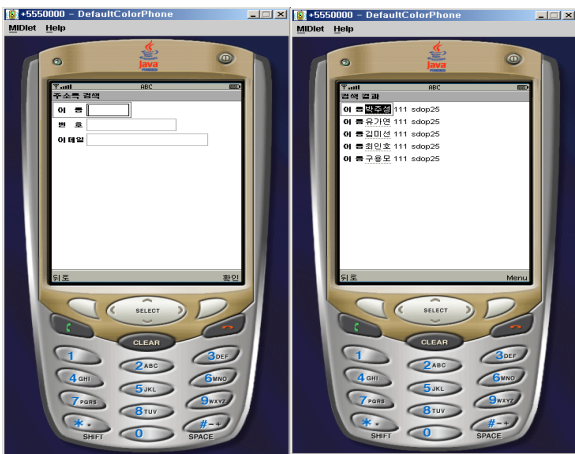 +5550000 - DefaultColorPhone
MIDlet Help
Java
POWERED
ABC
주소록 검색
이 름
번 호
이메일
뒤로 확인
SELECT
CLEAR
1
2 ABC
3 DEF
4 GHI
5 JKL
6 MNO
7 PQRS
8 TUV
9 WXYZ
* .
0
# - +
SHIFT
SPACE
+5550000 - DefaultColorPhone
MIDlet Help
Java
POWERED
ABC
검색 결과
이 름 박주성 111 sdop25
이 름 유가연 111 sdop25
이 름 김미선 111 sdop25
이 름 최인호 111 sdop25
이 름 구용모 111 sdop25
뒤로 Menu
SELECT
CLEAR
1
2 ABC
3 DEF
4 GHI
5 JKL
6 MNO
7 PQRS
8 TUV
9 WXYZ
* .
0
# - +
SHIFT
SPACE